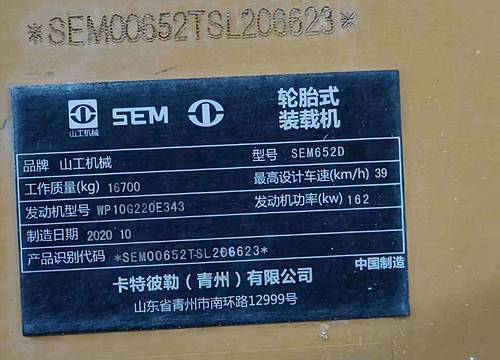 *SEM00652TSL206623*
山工机械 SEM
轮胎式
装载机
品牌 山工机械 型号 SEM652D
工作质量(kg) 16700 最高设计车速(km/h) 39
发动机型号 WP10G220E343 发动机功率(kw) 162
制造日期 2020 10
产品识别代码 *SEM00652TSL206623*
中国制造
卡特彼勒（青州）有限公司
山东省青州市南环路12999号